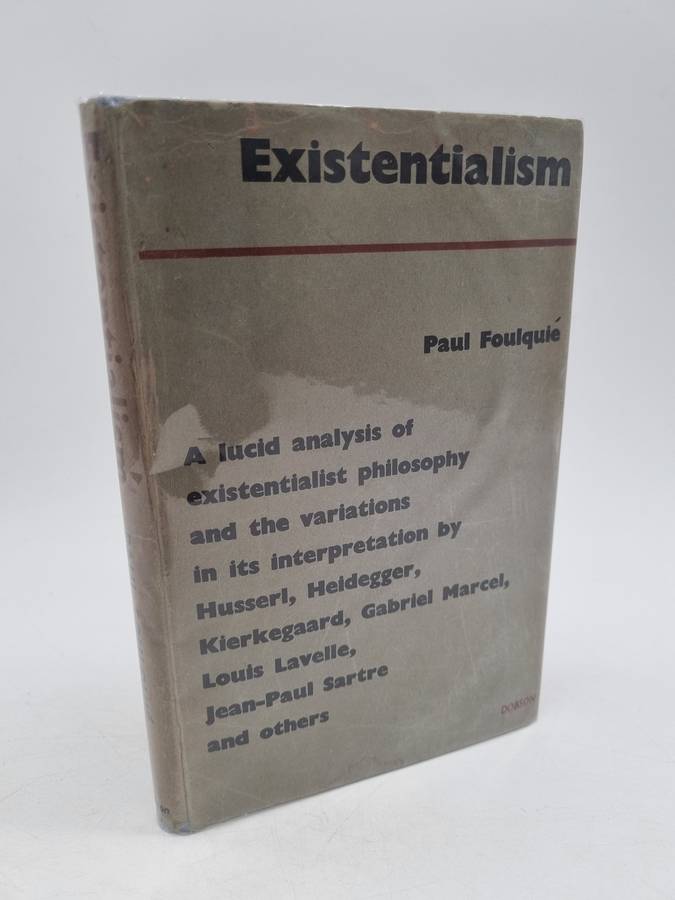 Existentialism
Paul Foulquié
A lucid analysis of
existentialist philosophy
and the variations
in its interpretation by
Husserl, Heidegger,
Kierkegaard, Gabriel Marcel,
Louis Lavelle,
Jean-Paul Sartre
and others
DOBSON